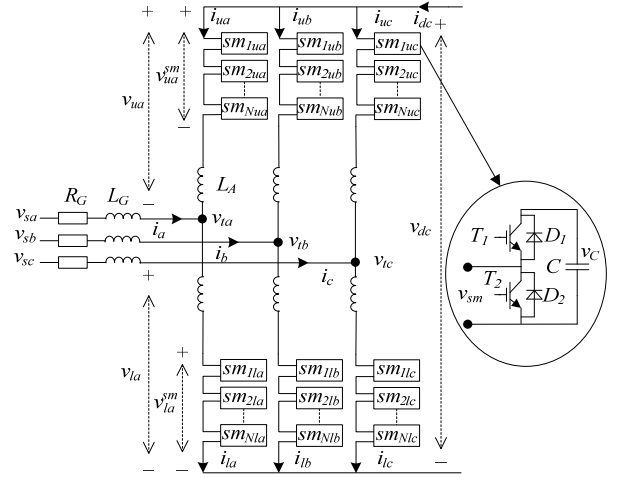 + + i_ua i_ub i_uc i_dc +
sm_1ua sm_1ub sm_1uc
v_ua v_ua^sm sm_2ua sm_2ub sm_2uc
sm_Nua sm_Nub sm_Nuc
−
− L_A
R_G L_G
v_sa i_a v_ta
v_sb i_b v_tb
v_sc i_c v_tc
v_dc
T_1 D_1 C v_C
T_2 D_2
v_sm
+
v_la + sm_1la sm_1lb sm_1lc
v_la^sm sm_2la sm_2lb sm_2lc
sm_Nla sm_Nlb sm_Nlc
− − i_la i_lb i_lc −